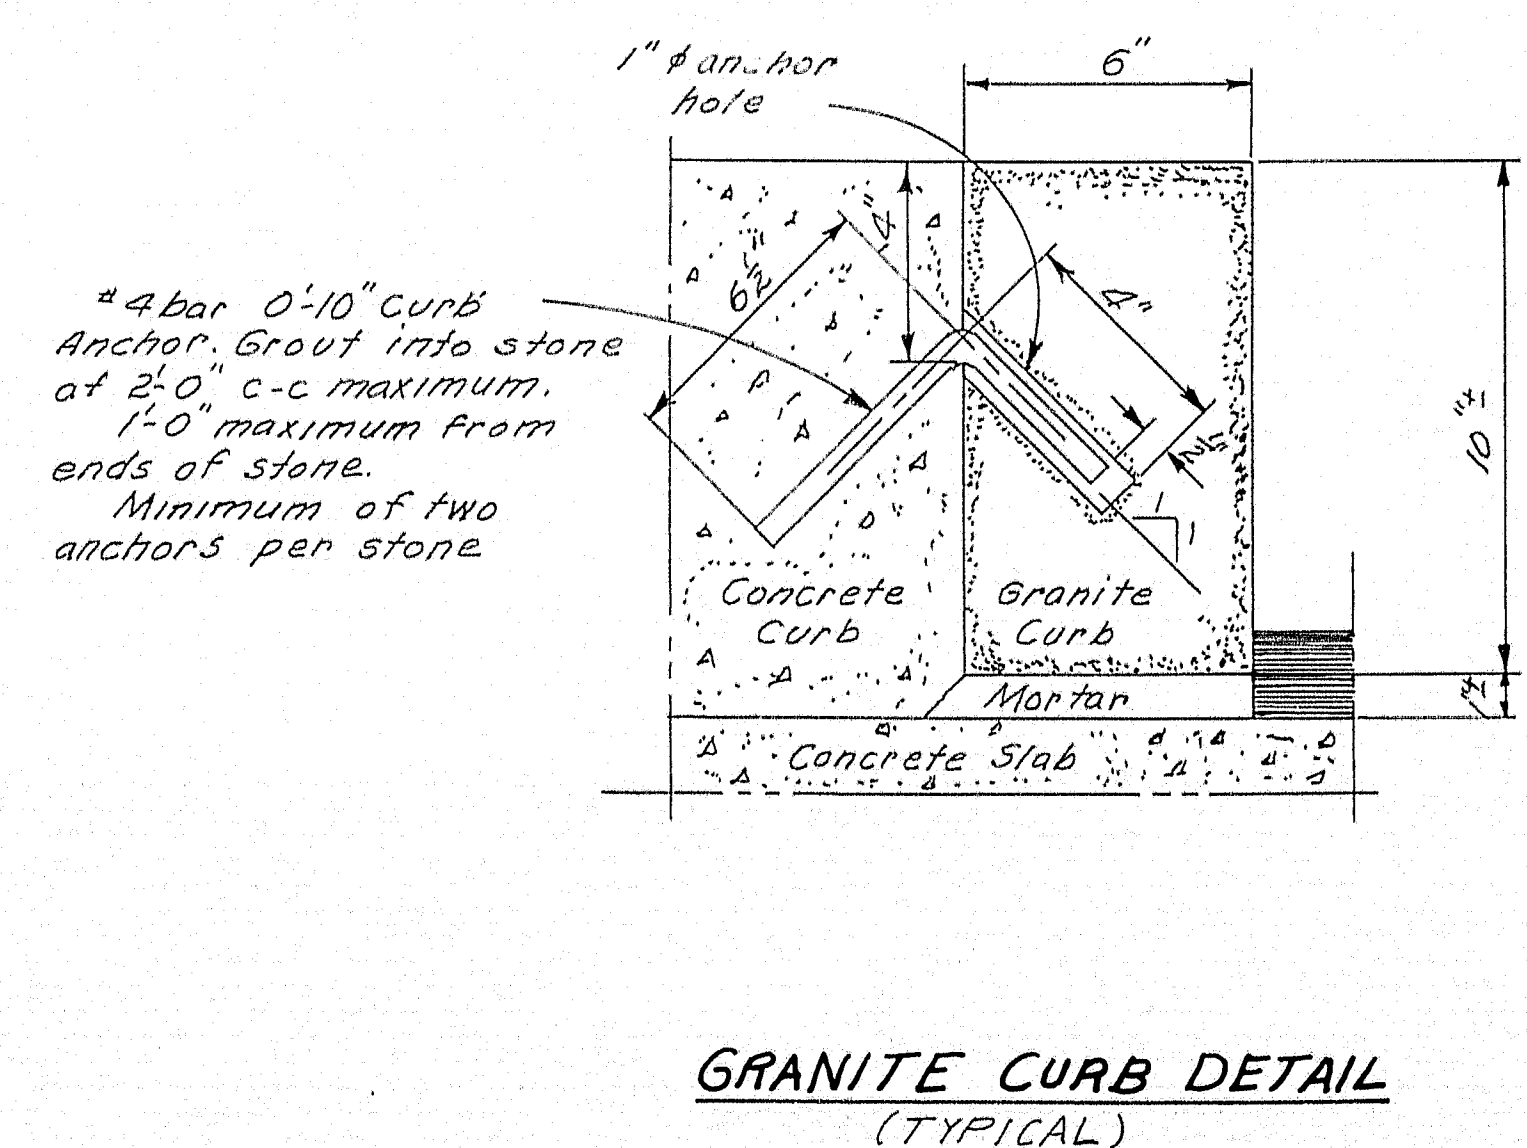 1" ⌀ anchor
hole
6"
4"
6½"
4"
½"
1
1
10"±
1"±
#4 bar 0'-10" Curb
Anchor. Grout into stone
at 2'-0" c-c maximum.
1'-0" maximum from
ends of stone.
Minimum of two
anchors per stone
Concrete
Curb
Granite
Curb
Mortar
Concrete Slab
GRANITE CURB DETAIL
(TYPICAL)